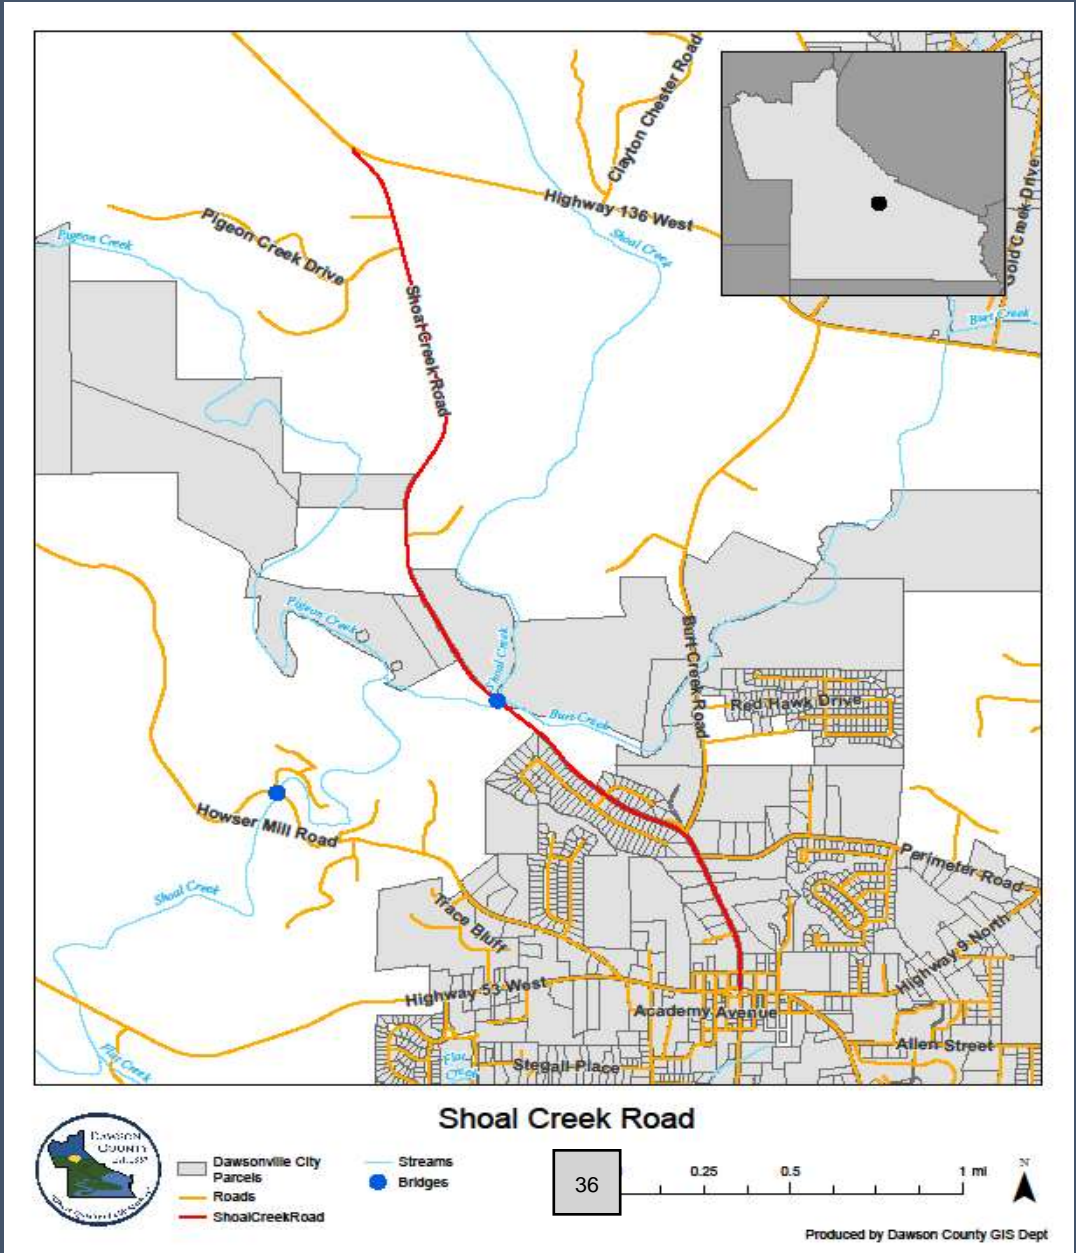 Clayton Chester Road
Highway 136 West
Pigeon Creek Drive
Pigeon Creek
Shoal Creek
Gold Creek Drive
Burt Creek
Shoal Creek Road
Pigeon Creek
Shoal Creek
Burt Creek
Burt Creek Road
Red Hawk Drive
Howser Mill Road
Perimeter Road
Shoal Creek
Trace Bluff
Highway 9 North
Highway 53 West
Academy Avenue
Allen Street
Flat Creek
Flat
Creek
Stegall Place
Shoal Creek Road
DAWSON
COUNTY
Dawsonville City
Parcels
Roads
ShoalCreekRoad
Streams
Bridges
36
0.25
0.5
1 mi
N
Produced by Dawson County GIS Dept